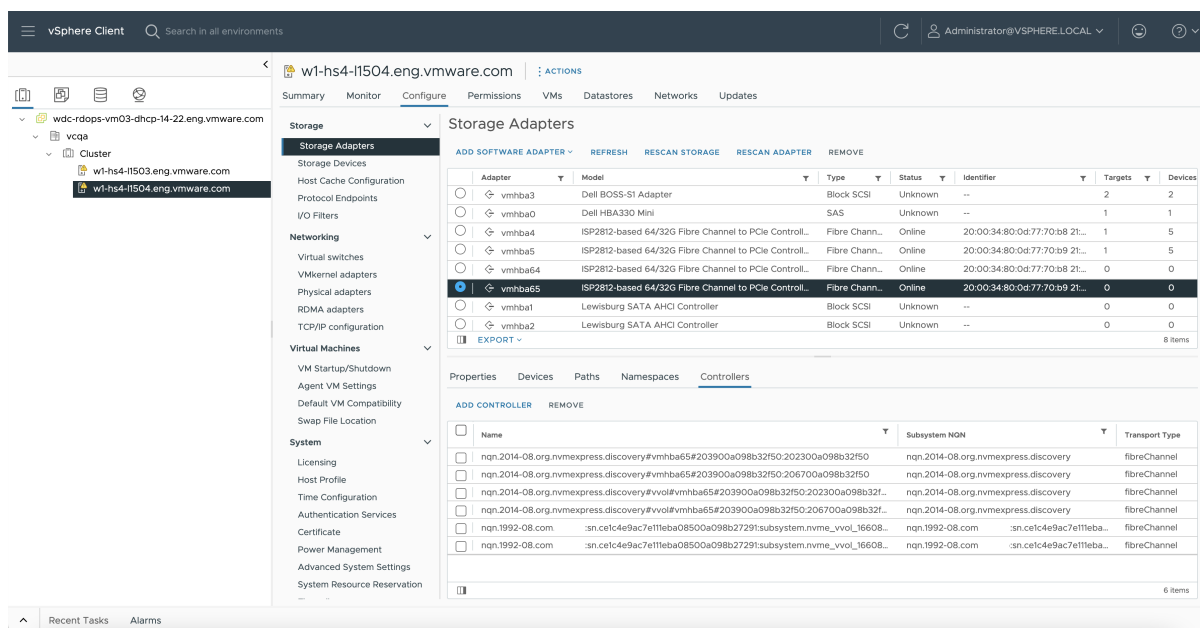 vSphere Client
Search in all environments
Administrator@VSPHERE.LOCAL
wdc-rdops-vm03-dhcp-14-22.eng.vmware.com
vcqa
Cluster
w1-hs4-l1503.eng.vmware.com
w1-hs4-l1504.eng.vmware.com
w1-hs4-l1504.eng.vmware.com
ACTIONS
Summary Monitor Configure Permissions VMs Datastores Networks Updates
Storage
Storage Adapters
Storage Devices
Host Cache Configuration
Protocol Endpoints
I/O Filters
Networking
Virtual switches
VMkernel adapters
Physical adapters
RDMA adapters
TCP/IP configuration
Virtual Machines
VM Startup/Shutdown
Agent VM Settings
Default VM Compatibility
Swap File Location
System
Licensing
Host Profile
Time Configuration
Authentication Services
Certificate
Power Management
Advanced System Settings
System Resource Reservation
Storage Adapters
ADD SOFTWARE ADAPTER REFRESH RESCAN STORAGE RESCAN ADAPTER REMOVE
Adapter Model Type Status Identifier Targets Devices
vmhba3 Dell BOSS-S1 Adapter Block SCSI Unknown -- 2 2
vmhba0 Dell HBA330 Mini SAS Unknown -- 1 1
vmhba4 ISP2812-based 64/32G Fibre Channel to PCIe Controll... Fibre Chann... Online 20:00:34:80:0d:77:70:b8 21:... 1 5
vmhba5 ISP2812-based 64/32G Fibre Channel to PCIe Controll... Fibre Chann... Online 20:00:34:80:0d:77:70:b9 21:... 1 5
vmhba64 ISP2812-based 64/32G Fibre Channel to PCIe Controll... Fibre Chann... Online 20:00:34:80:0d:77:70:b8 21:... 0 0
vmhba65 ISP2812-based 64/32G Fibre Channel to PCIe Controll... Fibre Chann... Online 20:00:34:80:0d:77:70:b9 21:... 0 0
vmhba1 Lewisburg SATA AHCI Controller Block SCSI Unknown -- 0 0
vmhba2 Lewisburg SATA AHCI Controller Block SCSI Unknown -- 0 0
EXPORT 8 items
Properties Devices Paths Namespaces Controllers
ADD CONTROLLER REMOVE
Name Subsystem NQN Transport Type
nqn.2014-08.org.nvmexpress.discovery#vmhba65#203900a098b32f50:202300a098b32f50 nqn.2014-08.org.nvmexpress.discovery fibreChannel
nqn.2014-08.org.nvmexpress.discovery#vmhba65#203900a098b32f50:206700a098b32f50 nqn.2014-08.org.nvmexpress.discovery fibreChannel
nqn.2014-08.org.nvmexpress.discovery#vvol#vmhba65#203900a098b32f50:202300a098b32f... nqn.2014-08.org.nvmexpress.discovery fibreChannel
nqn.2014-08.org.nvmexpress.discovery#vvol#vmhba65#203900a098b32f50:206700a098b32f... nqn.2014-08.org.nvmexpress.discovery fibreChannel
nqn.1992-08.com :sn.ce1c4e9ac7e111eba08500a098b27291:subsystem.nvme_vvol_16608... nqn.1992-08.com :sn.ce1c4e9ac7e111eba... fibreChannel
nqn.1992-08.com :sn.ce1c4e9ac7e111eba08500a098b27291:subsystem.nvme_vvol_16608... nqn.1992-08.com :sn.ce1c4e9ac7e111eba... fibreChannel
6 items
Recent Tasks Alarms